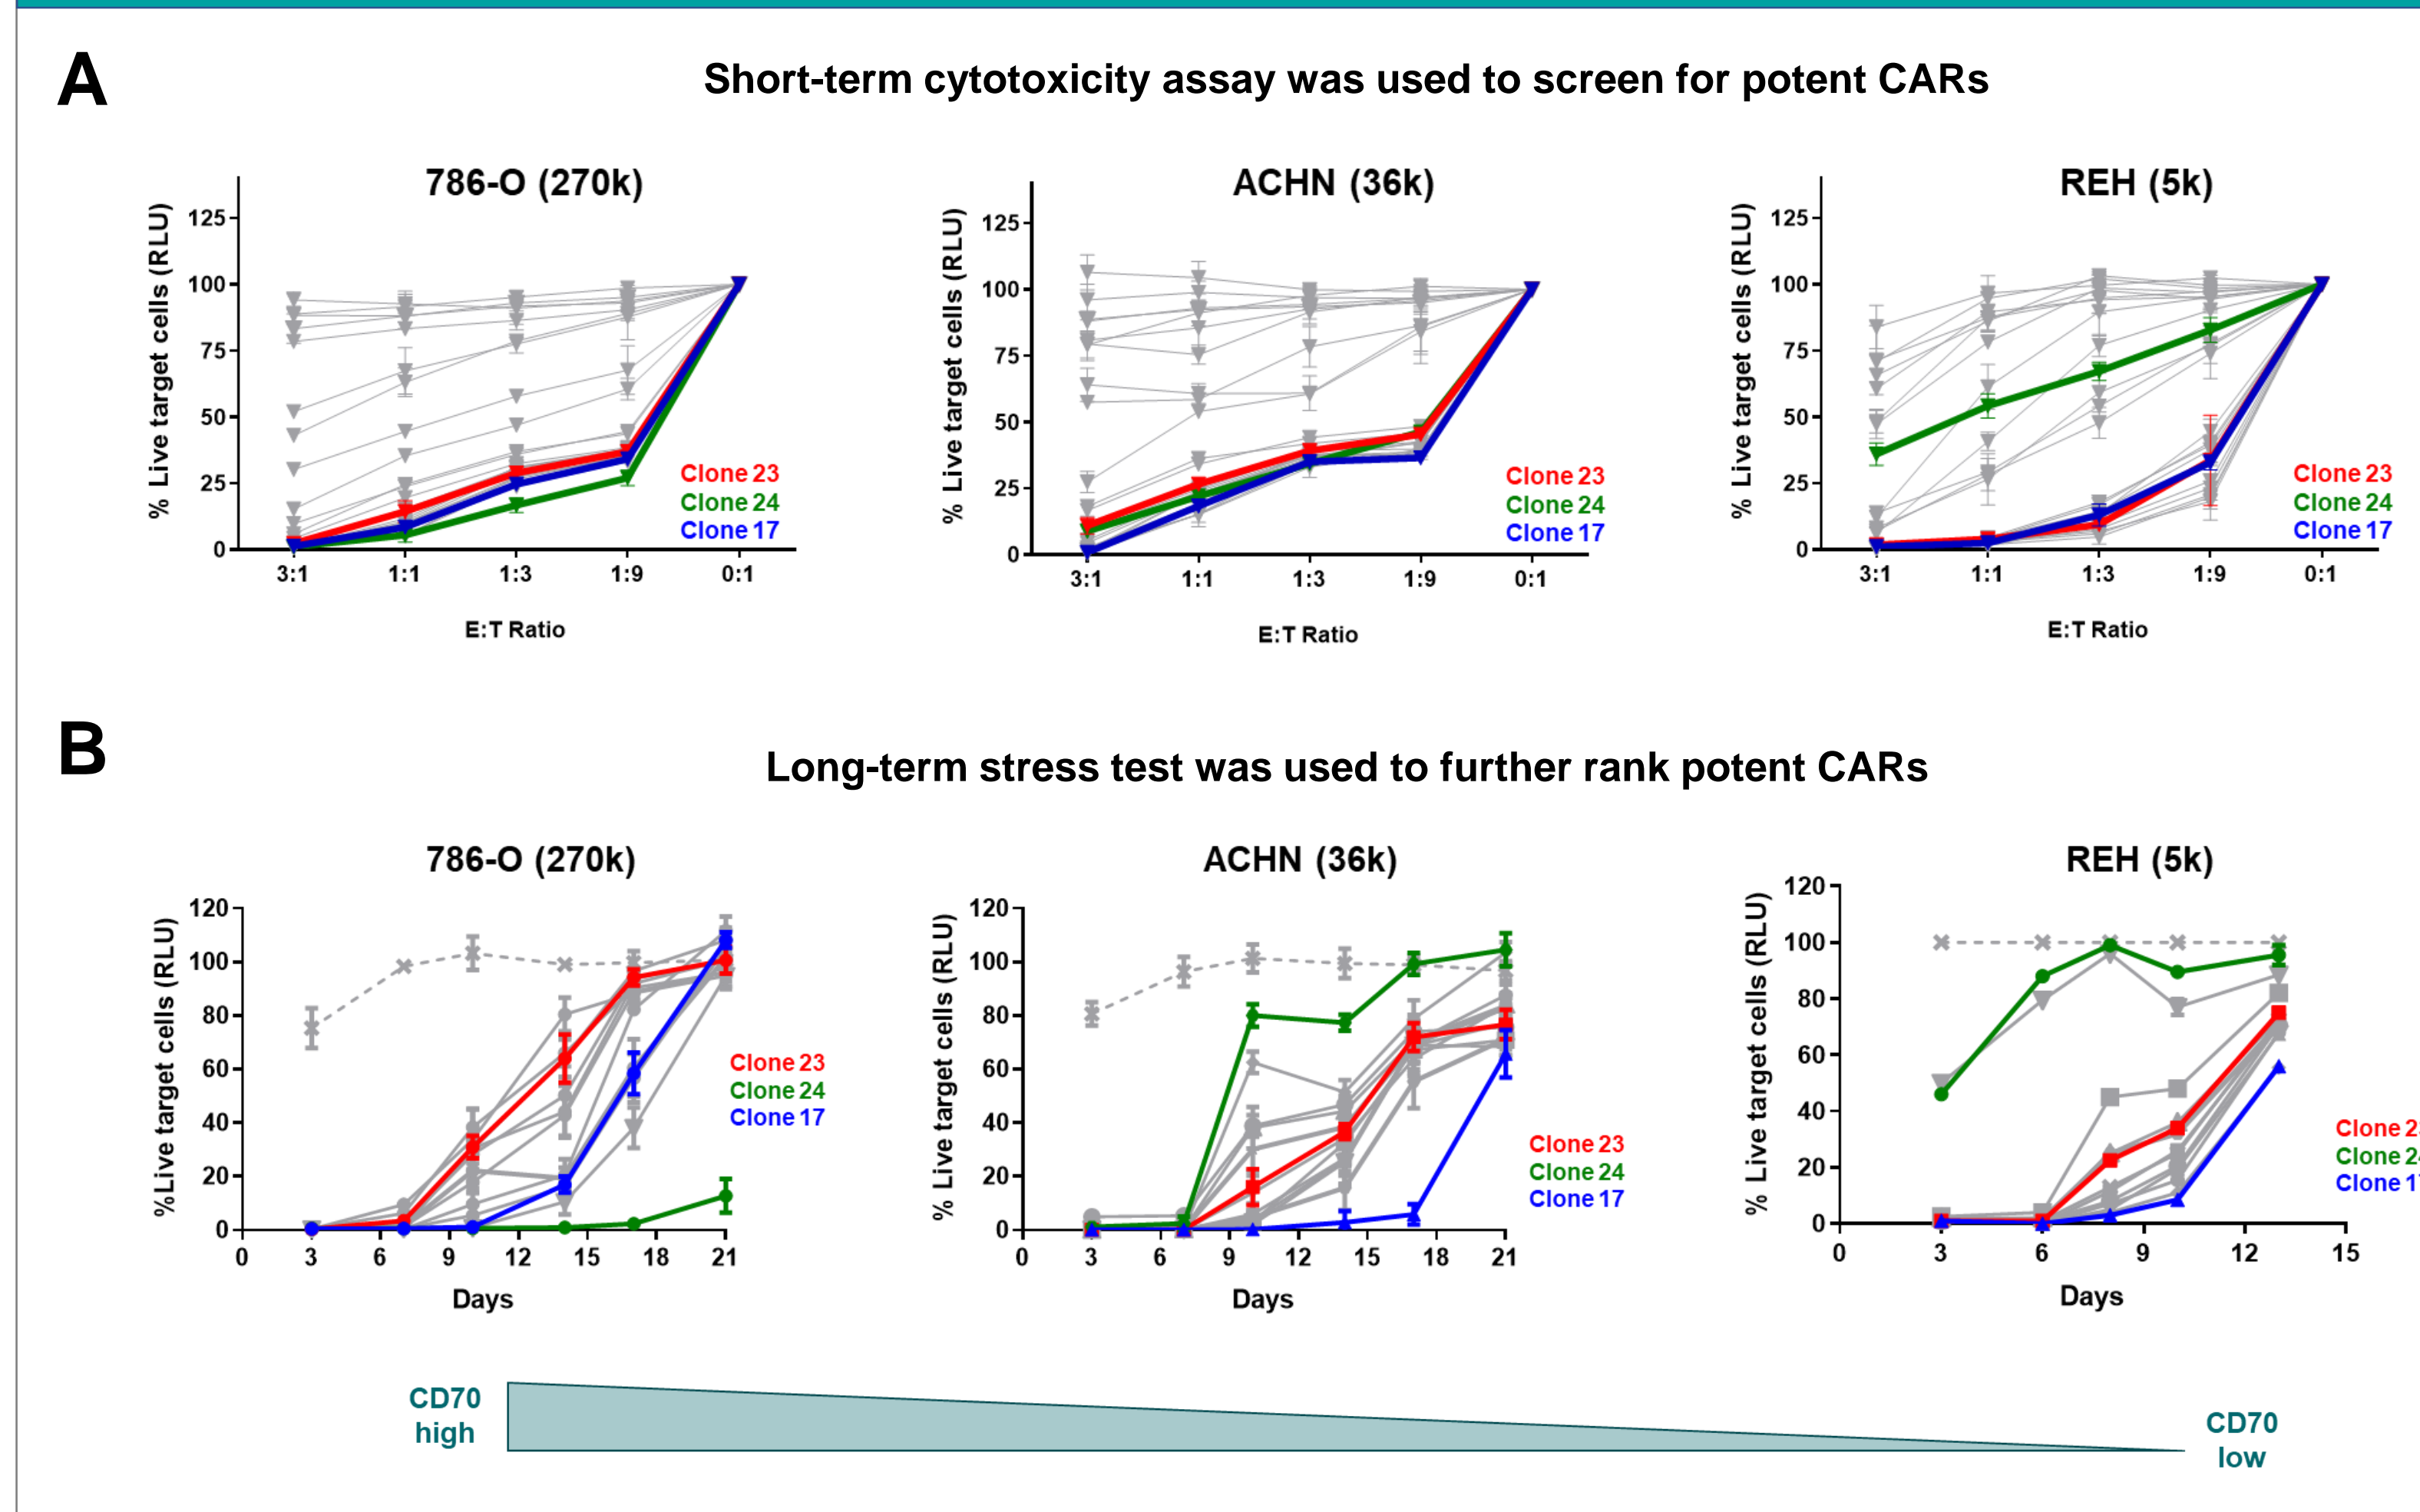 A
Short-term cytotoxicity assay was used to screen for potent CARs
786-O (270k)
% Live target cells (RLU)
125
100
75
50
25
0
3:1 1:1 1:3 1:9 0:1
E:T Ratio
Clone 23
Clone 24
Clone 17
ACHN (36k)
% Live target cells (RLU)
125
100
75
50
25
0
3:1 1:1 1:3 1:9 0:1
E:T Ratio
Clone 23
Clone 24
Clone 17
REH (5k)
% Live target cells (RLU)
125
100
75
50
25
0
3:1 1:1 1:3 1:9 0:1
E:T Ratio
Clone 23
Clone 24
Clone 17
B
Long-term stress test was used to further rank potent CARs
786-O (270k)
%Live target cells (RLU)
120
100
80
60
40
20
0
0 3 6 9 12 15 18 21
Days
Clone 23
Clone 24
Clone 17
ACHN (36k)
% Live target cells (RLU)
120
100
80
60
40
20
0
0 3 6 9 12 15 18 21
Days
Clone 23
Clone 24
Clone 17
REH (5k)
% Live target cells (RLU)
120
100
80
60
40
20
0
0 3 6 9 12 15
Days
Clone
Clone
Clone
CD70
high
CD70
low